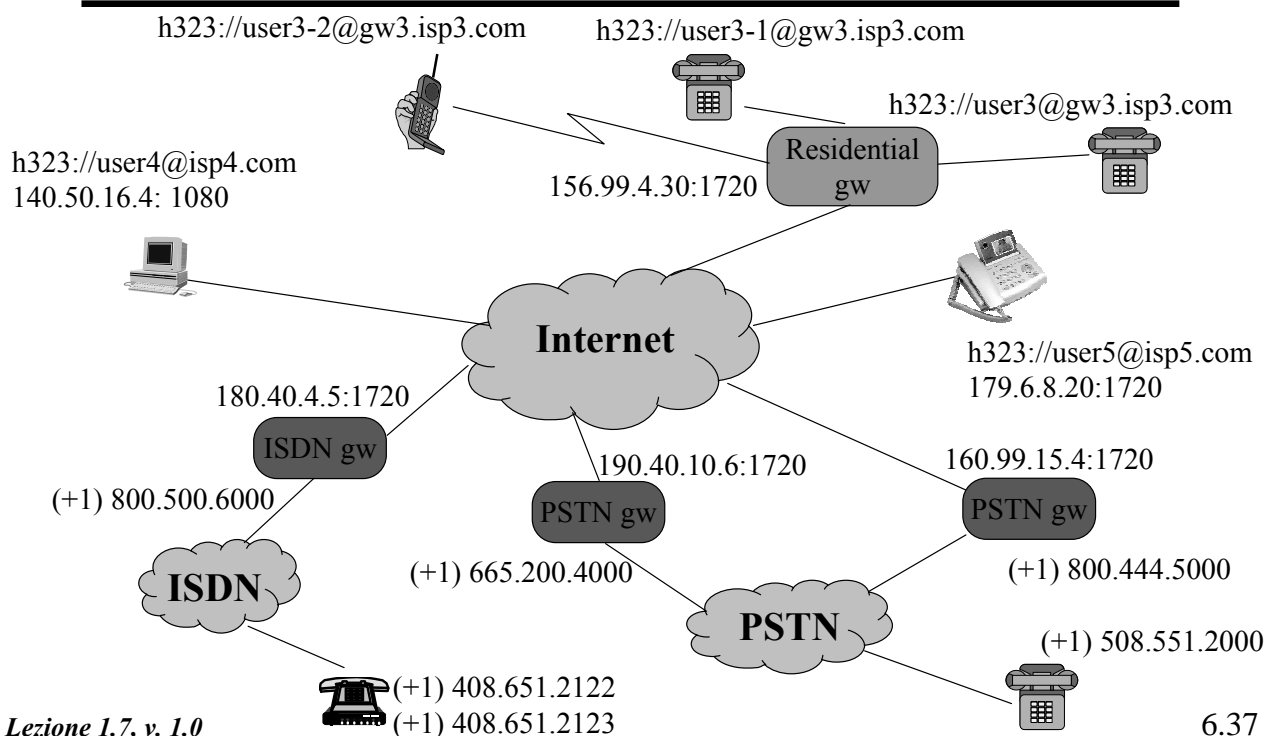 h323://user3-2@gw3.isp3.com
h323://user3-1@gw3.isp3.com
h323://user3@gw3.isp3.com
h323://user4@isp4.com
140.50.16.4: 1080
Residential
gw
156.99.4.30:1720
Internet
h323://user5@isp5.com
179.6.8.20:1720
180.40.4.5:1720
ISDN gw
190.40.10.6:1720
160.99.15.4:1720
(+1) 800.500.6000
PSTN gw
PSTN gw
(+1) 665.200.4000
(+1) 800.444.5000
ISDN
PSTN
(+1) 508.551.2000
(+1) 408.651.2122
(+1) 408.651.2123
Lezione 1.7, v. 1.0
6.37